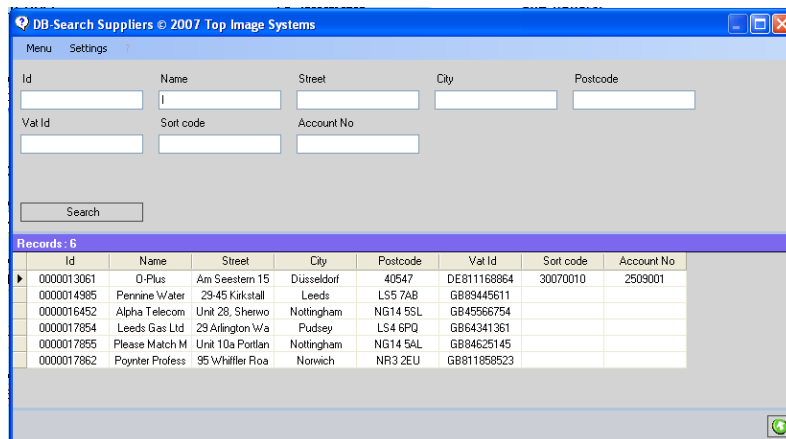 DB-Search Suppliers © 2007 Top Image Systems
Menu Settings ?
Id Name Street City Postcode
Vat Id Sort code Account No
Search
Records: 6
Id Name Street City Postcode Vat Id Sort code Account No
0000013061 O-Plus Am Seestern 15 Düsseldorf 40547 DE811168864 30070010 2509001
0000014985 Pennine Water 29-45 Kirkstall Leeds LS5 7AB GB89445611
0000016452 Alpha Telecom Unit 28, Sherwo Nottingham NG14 5SL GB45566754
0000017854 Leeds Gas Ltd 29 Arlington Wa Pudsey LS4 6PQ GB64341361
0000017855 Please Match M Unit 10a Portlan Nottingham NG14 5AL GB84625145
0000017862 Poynter Profess 95 Whiffler Roa Norwich NR3 2EU GB811858523